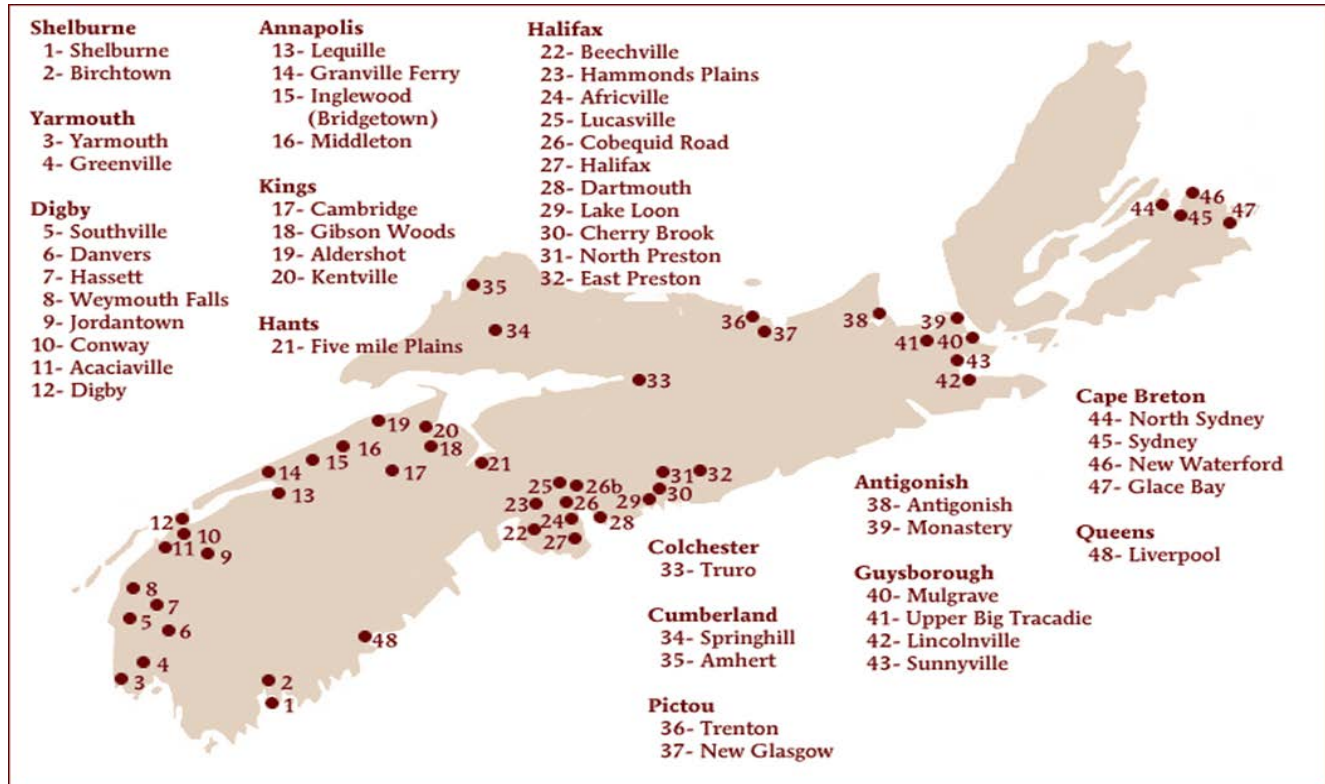 Shelburne
1- Shelburne
2- Birchtown
Yarmouth
3- Yarmouth
4- Greenville
Digby
5- Southville
6- Danvers
7- Hassett
8- Weymouth Falls
9- Jordantown
10- Conway
11- Acaciaville
12- Digby
Annapolis
13- Lequille
14- Granville Ferry
15- Inglewood
(Bridgetown)
16- Middleton
Kings
17- Cambridge
18- Gibson Woods
19- Aldershot
20- Kentville
Hants
21- Five mile Plains
Halifax
22- Beechville
23- Hammonds Plains
24- Africville
25- Lucasville
26- Cobequid Road
27- Halifax
28- Dartmouth
29- Lake Loon
30- Cherry Brook
31- North Preston
32- East Preston
Colchester
33- Truro
Cumberland
34- Springhill
35- Amhert
Pictou
36- Trenton
37- New Glasgow
Antigonish
38- Antigonish
39- Monastery
Guysborough
40- Mulgrave
41- Upper Big Tracadie
42- Lincolnville
43- Sunnyville
Cape Breton
44- North Sydney
45- Sydney
46- New Waterford
47- Glace Bay
Queens
48- Liverpool
46
44
45
47
35
34
36
37
38
39
41
40
43
42
33
19
20
16
18
15
17
14
13
21
31
32
25
26b
30
29
23
26
24
28
22
27
12
10
11
9
8
7
5
6
48
4
3
2
1